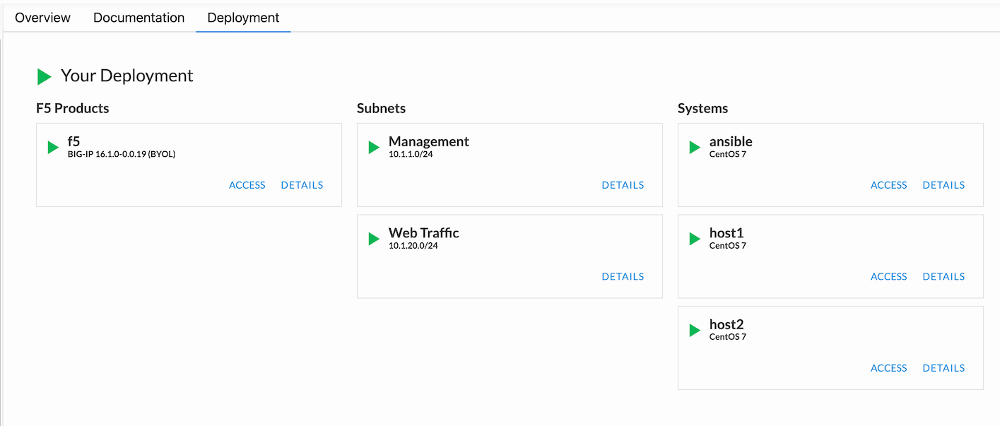 Overview Documentation Deployment
Your Deployment
F5 Products
f5
BIG-IP 16.1.0-0.0.19 (BYOL)
ACCESS DETAILS
Subnets
Management
10.1.1.0/24
DETAILS
Web Traffic
10.1.20.0/24
DETAILS
Systems
ansible
CentOS 7
ACCESS DETAILS
host1
CentOS 7
ACCESS DETAILS
host2
CentOS 7
ACCESS DETAILS